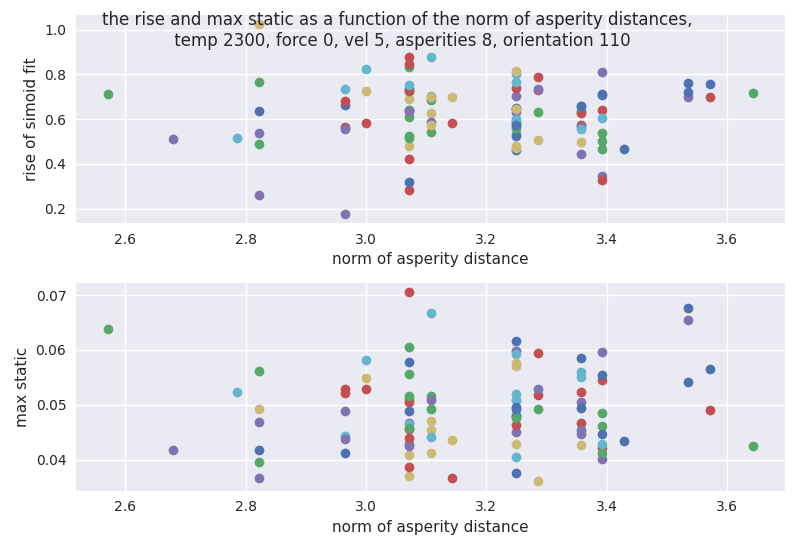 the rise and max static as a function of the norm of asperity distances,
temp 2300, force 0, vel 5, asperities 8, orientation 110
1.0
0.8
0.6
0.4
0.2
rise of simoid fit
2.6 2.8 3.0 3.2 3.4 3.6
norm of asperity distance
0.07
0.06
0.05
0.04
max static
2.6 2.8 3.0 3.2 3.4 3.6
norm of asperity distance